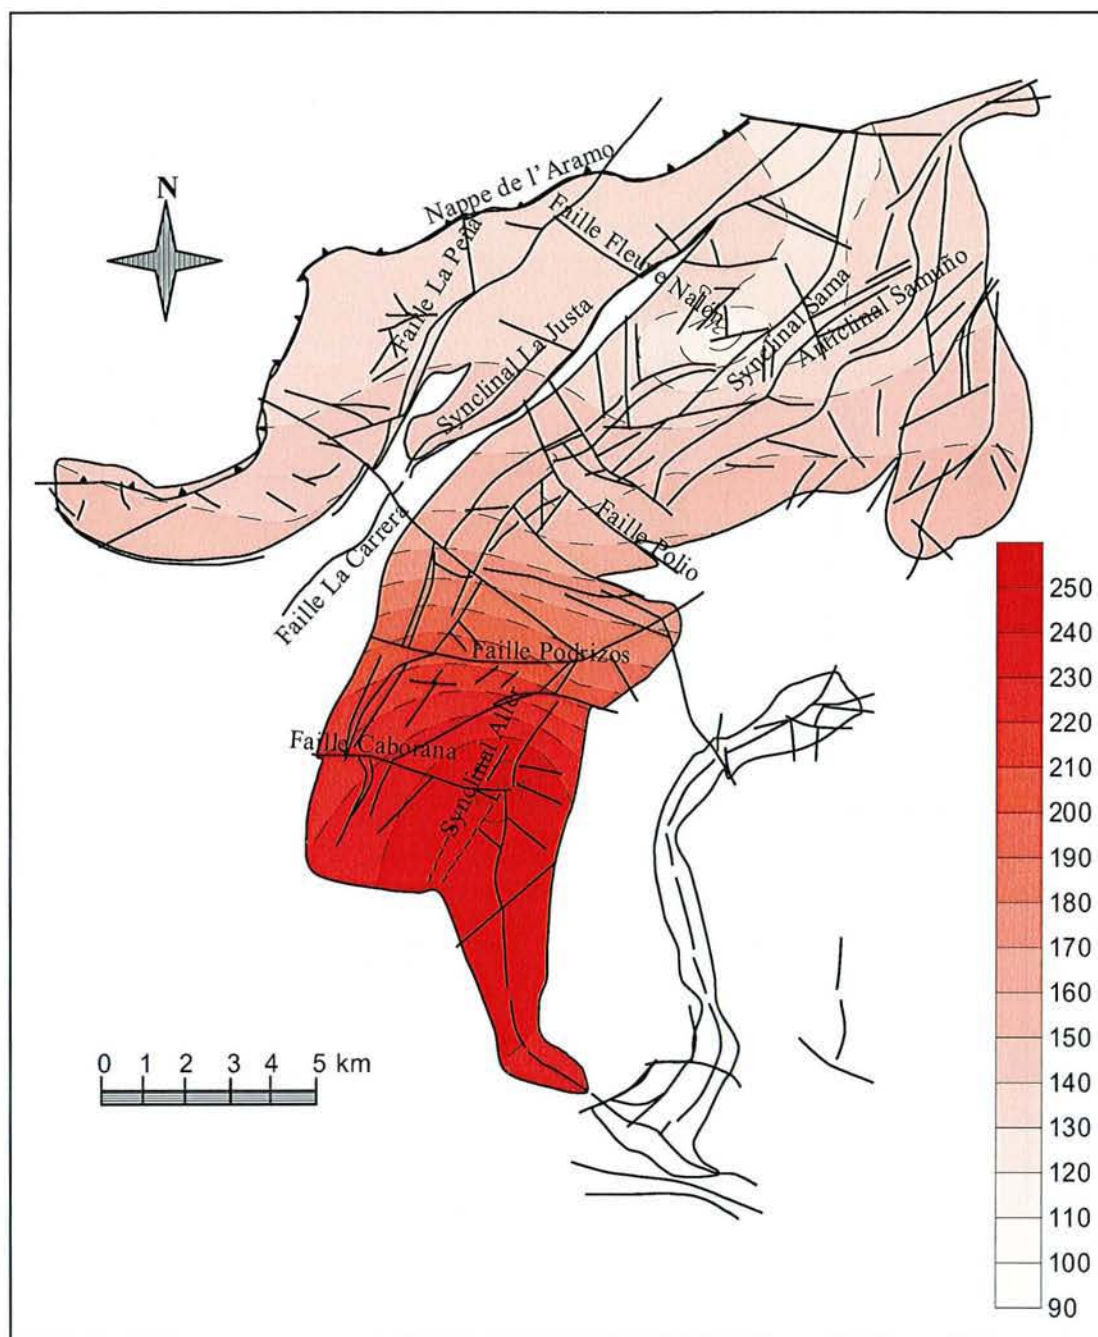 N
Nappe de l'Aramo
Faille La Peña
Faille Fleuve Nalón
Synclinal La Justa
Synclinal Sama
Anticlinal Samuño
Faille La Carrera
Faille Polio
Faille Podrizos
Faille Caborana
Synclinal Aller
0 1 2 3 4 5 km
250
240
230
220
210
200
190
180
170
160
150
140
130
120
110
100
90